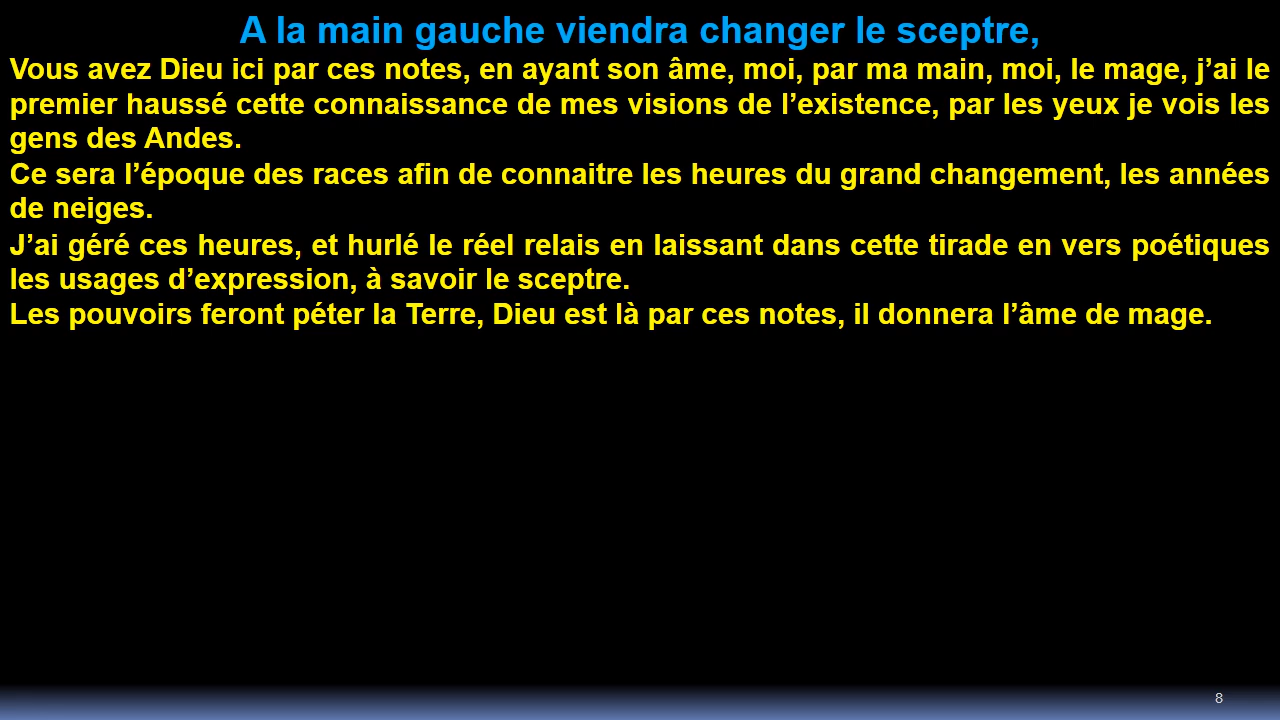 A la main gauche viendra changer le sceptre,
Vous avez Dieu ici par ces notes, en ayant son âme, moi, par ma main, moi, le mage, j’ai le
premier haussé cette connaissance de mes visions de l’existence, par les yeux je vois les
gens des Andes.
Ce sera l’époque des races afin de connaitre les heures du grand changement, les années
de neiges.
J’ai géré ces heures, et hurlé le réel relais en laissant dans cette tirade en vers poétiques
les usages d’expression, à savoir le sceptre.
Les pouvoirs feront péter la Terre, Dieu est là par ces notes, il donnera l’âme de mage.
8